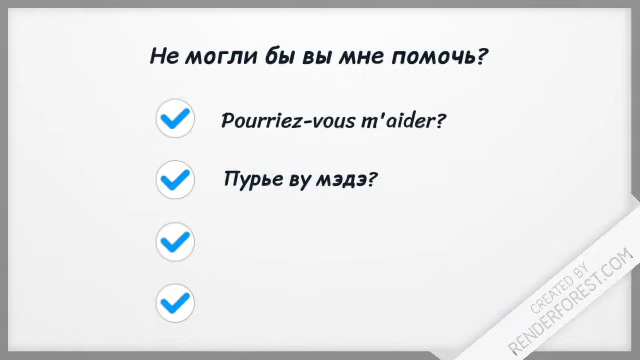 Не могли бы вы мне помочь?
Pourriez-vous m'aider?
Пурье ву мэдэ?
CREATED BY
RENDERFOREST.COM